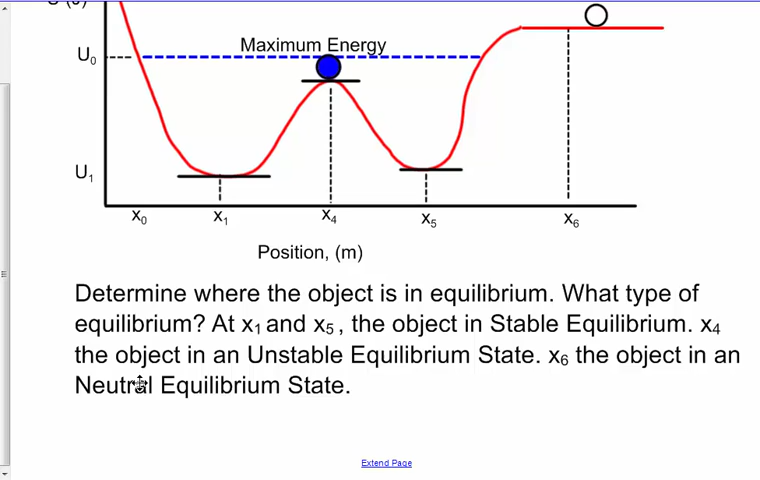 U₀
Maximum Energy
U₁
x₀ x₁ x₄ x₅ x₆
Position, (m)
Determine where the object is in equilibrium. What type of
equilibrium? At x₁ and x₅ , the object in Stable Equilibrium. x₄
the object in an Unstable Equilibrium State. x₆ the object in an
Neutral Equilibrium State.
Extend Page